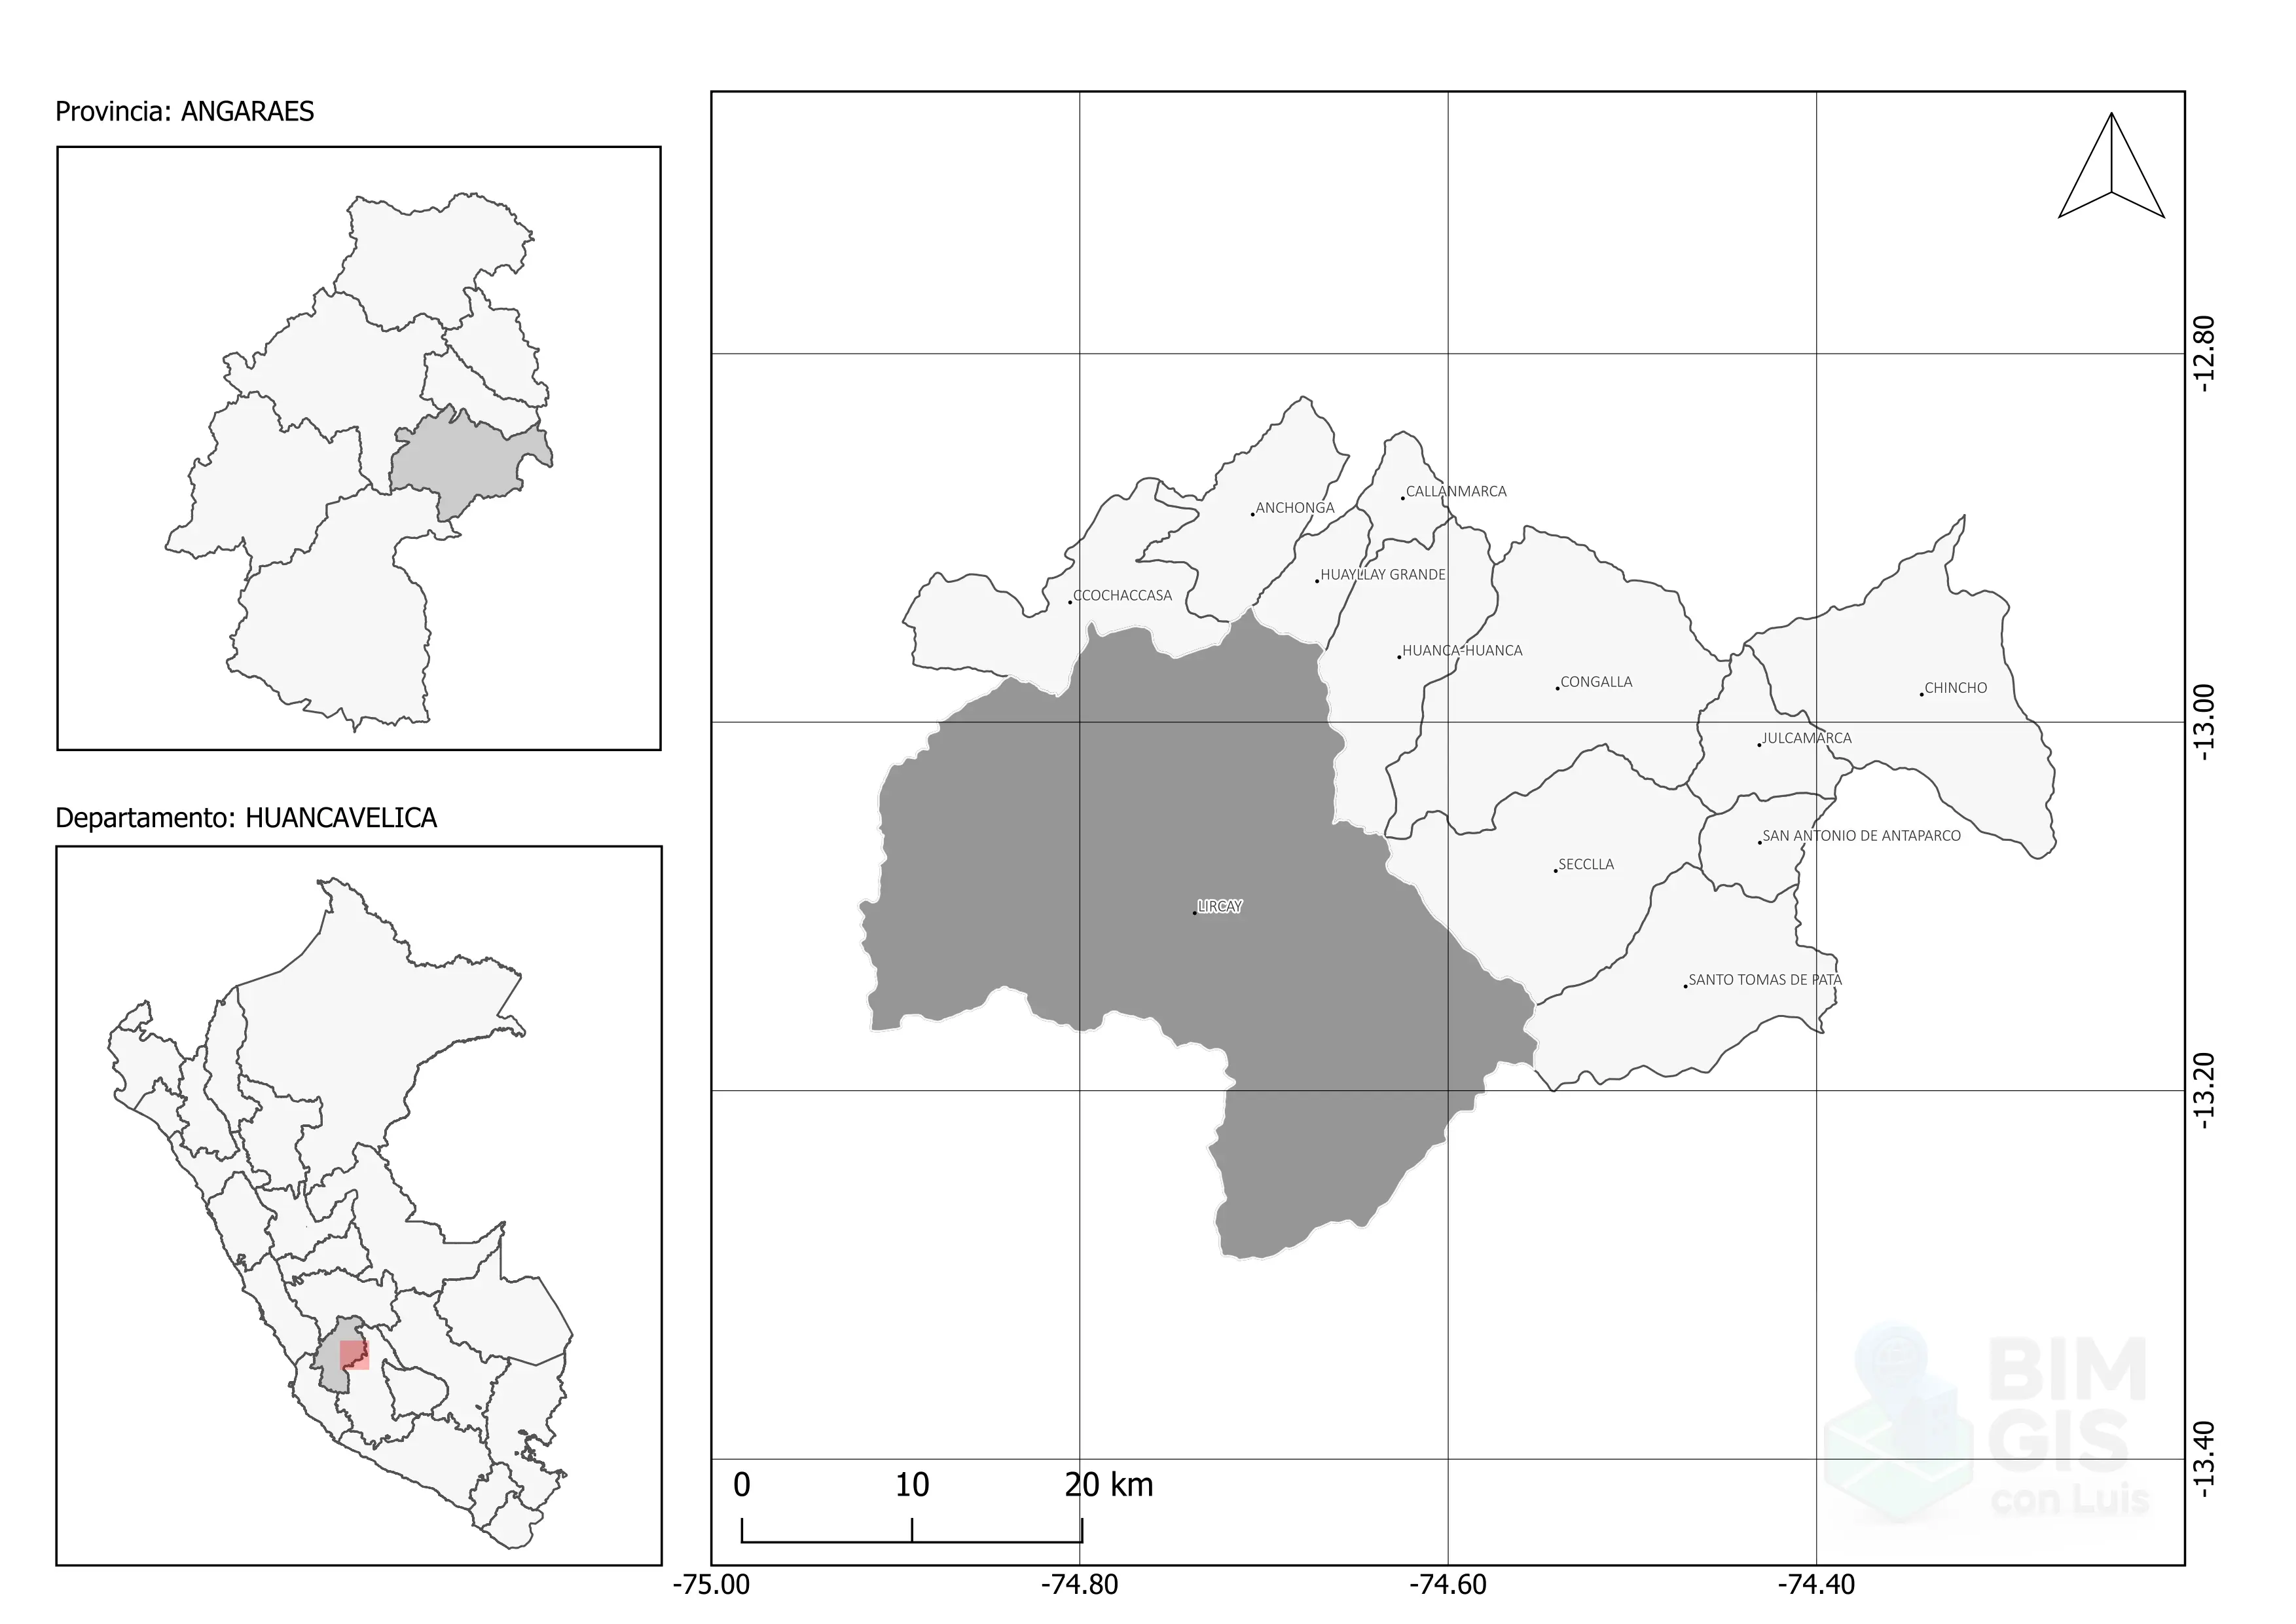 Provincia: ANGARAES
Departamento: HUANCAVELICA
CALLANMARCA
ANCHONGA
HUAYLLAY GRANDE
CCOCHACCASA
HUANCA-HUANCA
CONGALLA
CHINCHO
JULCAMARCA
SAN ANTONIO DE ANTAPARCO
SECCLLA
LIRCAY
SANTO TOMAS DE PATA
-12.80
-13.00
-13.20
-13.40
BIM
GIS
con Luis
0 10 20 km
-75.00 -74.80 -74.60 -74.40